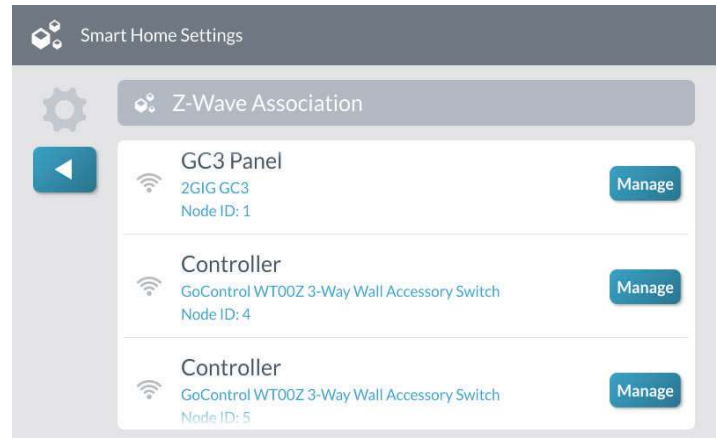 Smart Home Settings
Z-Wave Association
GC3 Panel
2GIG GC3
Node ID: 1
Manage
Controller
GoControl WT00Z 3-Way Wall Accessory Switch
Node ID: 4
Manage
Controller
GoControl WT00Z 3-Way Wall Accessory Switch
Node ID: 5
Manage